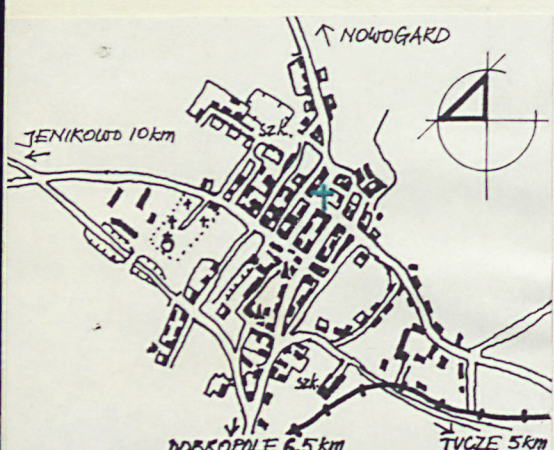 NOWOGARD
szk.
JENIKOWO 10km
szk.
DOBROPOLE 6,5km
TUCZE 5km